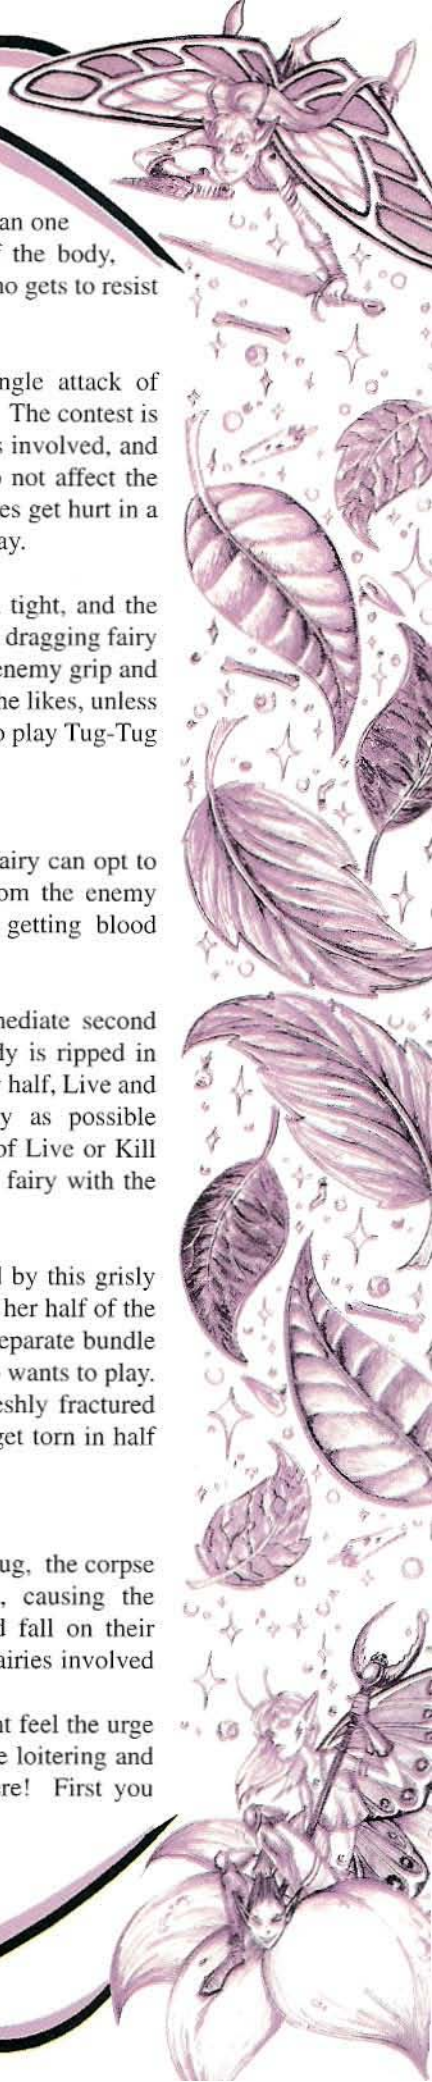 an one
the body,
no gets to resist
ngle attack of
The contest is
s involved, and
not affect the
es get hurt in a
ay.
tight, and the
dragging fairy
enemy grip and
he likes, unless
o play Tug-Tug
airy can opt to
om the enemy
getting blood
nediate second
dy is ripped in
half, Live and
y as possible
of Live or Kill
fairy with the
by this grisly
her half of the
eparate bundle
wants to play.
eshly fractured
get torn in half
ug, the corpse
, causing the
d fall on their
airies involved
nt feel the urge
e loitering and
re! First you